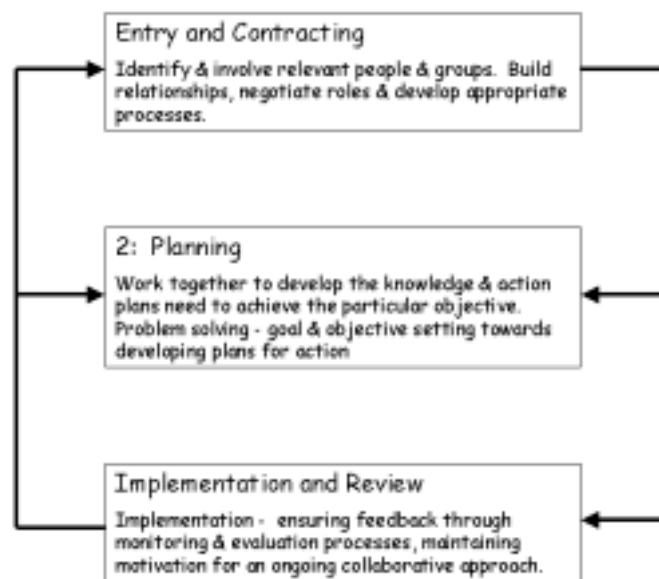 Entry and Contracting
Identify & involve relevant people & groups. Build
relationships, negotiate roles & develop appropriate
processes.
2: Planning
Work together to develop the knowledge & action
plans need to achieve the particular objective.
Problem solving - goal & objective setting towards
developing plans for action
Implementation and Review
Implementation - ensuring feedback through
monitoring & evaluation processes, maintaining
motivation for an ongoing collaborative approach.